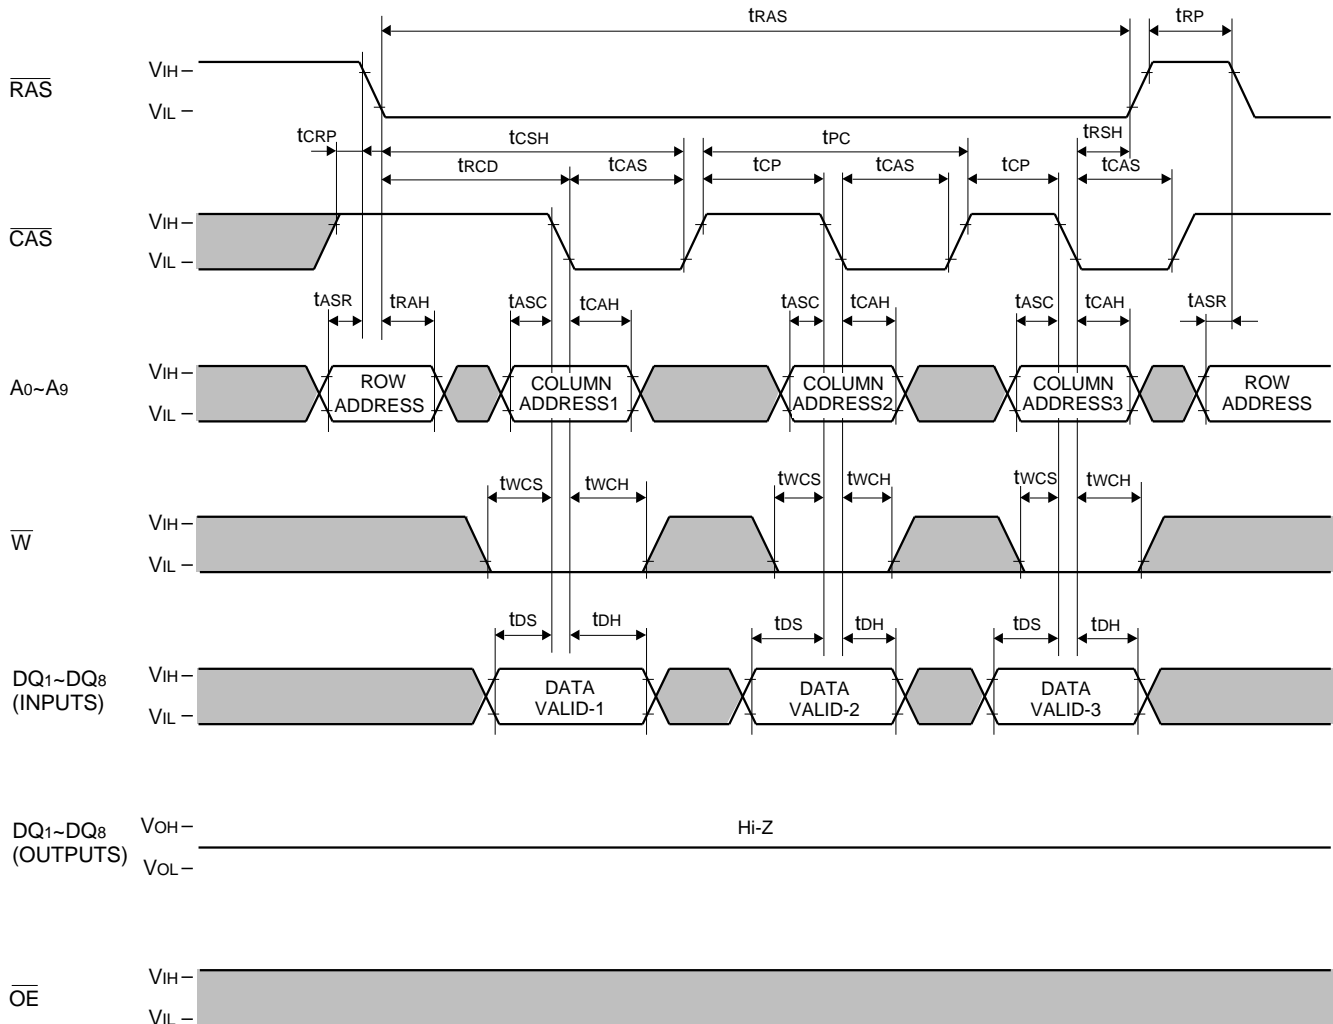 tRAS tRP
RAS
VIH
VIL
tCRP tCSH tPC tRSH
tRCD tCAS tCP tCAS tCP tCAS
CAS
VIH
VIL
tASR tRAH tASC tCAH tASC tCAH tASC tCAH tASR
A0~A9
VIH
VIL
ROW ADDRESS
COLUMN ADDRESS1
COLUMN ADDRESS2
COLUMN ADDRESS3
ROW ADDRESS
tWCS tWCH tWCS tWCH tWCS tWCH
W
VIH
VIL
tDS tDH tDS tDH tDS tDH
DQ1~DQ8
(INPUTS)
VIH
VIL
DATA VALID-1
DATA VALID-2
DATA VALID-3
DQ1~DQ8
(OUTPUTS)
VOH
VOL
Hi-Z
OE
VIH
VIL